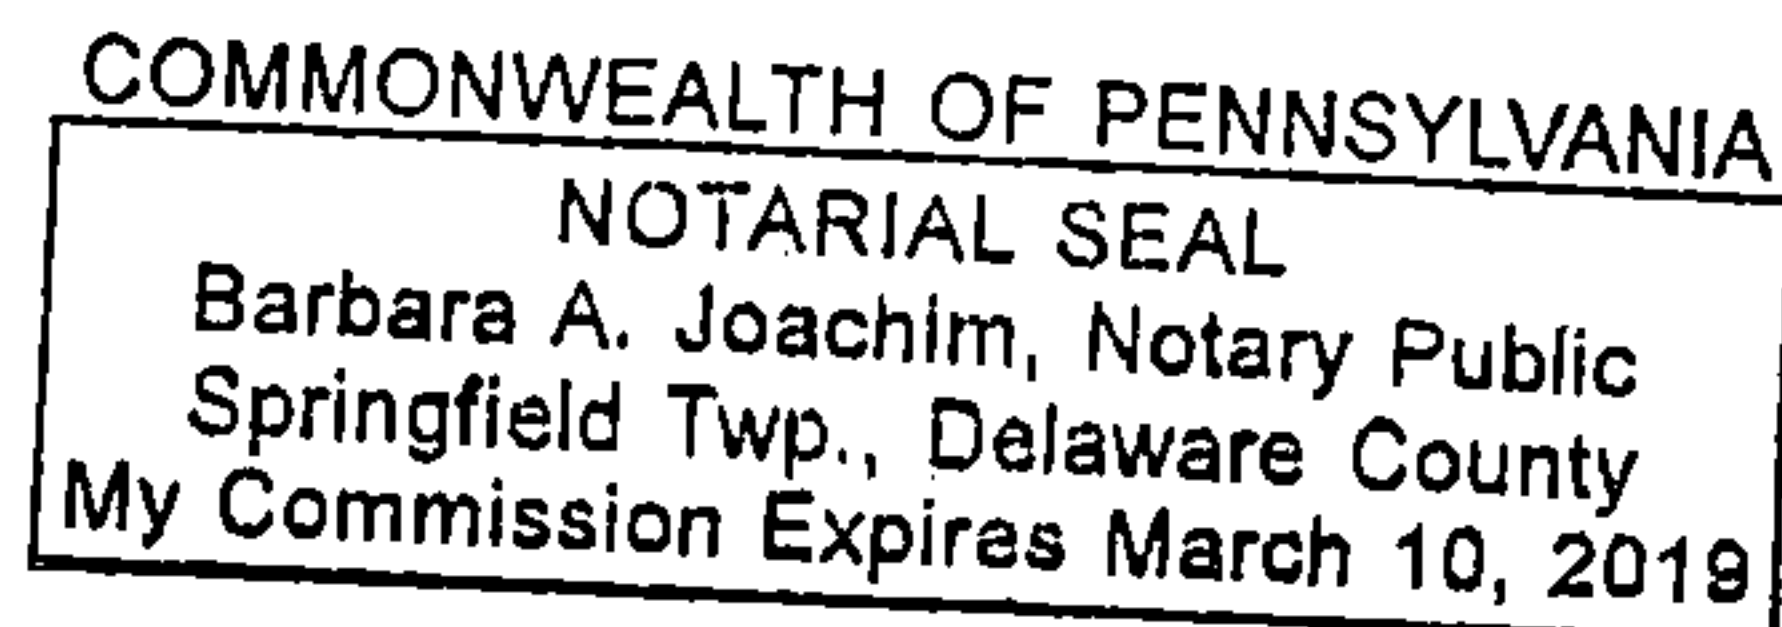 COMMONWEALTH OF PENNSYLVANIA
NOTARIAL SEAL
Barbara A. Joachim, Notary Public
Springfield Twp., Delaware County
My Commission Expires March 10, 2019